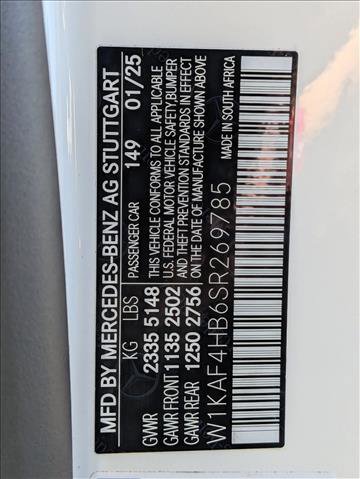 MFD BY MERCEDES-BENZ AG STUTTGART
PASSENGER CAR 149 01/25
KG LBS
GVWR 2335 5148
GAWR FRONT 1135 2502
GAWR REAR 1250 2756
THIS VEHICLE CONFORMS TO ALL APPLICABLE
U.S. FEDERAL MOTOR VEHICLE SAFETY, BUMPER
AND THEFT PREVENTION STANDARDS IN EFFECT
ON THE DATE OF MANUFACTURE SHOWN ABOVE
W1KAF4HB6SR269785
MADE IN SOUTH AFRICA